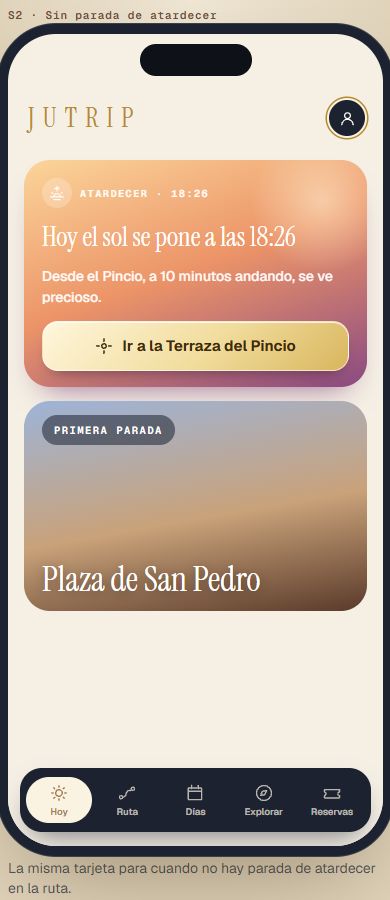 S2 · Sin parada de atardecer
JUTRIP
ATARDECER · 18:26
Hoy el sol se pone a las 18:26
Desde el Pincio, a 10 minutos andando, se ve
precioso.
Ir a la Terraza del Pincio
PRIMERA PARADA
Plaza de San Pedro
Hoy
Ruta
Días
Explorar
Reservas
La misma tarjeta para cuando no hay parada de atardecer
en la ruta.